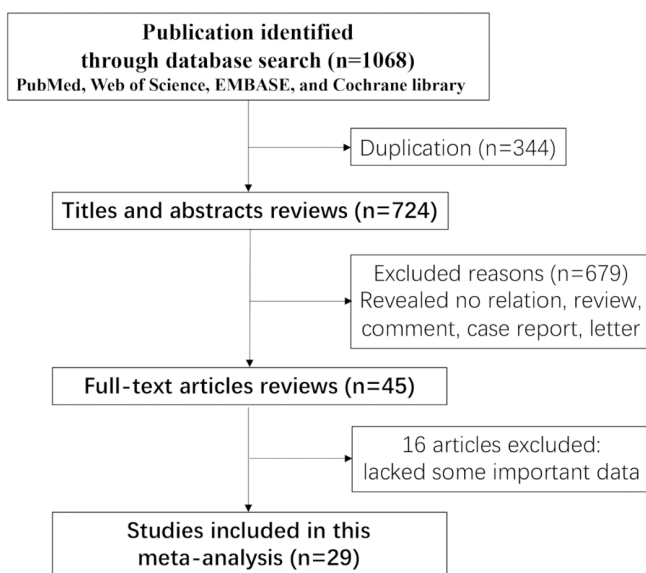 Publication identified
through database search (n=1068)
PubMed, Web of Science, EMBASE, and Cochrane library
Duplication (n=344)
Titles and abstracts reviews (n=724)
Excluded reasons (n=679)
Revealed no relation, review,
comment, case report, letter
Full-text articles reviews (n=45)
16 articles excluded:
lacked some important data
Studies included in this
meta-analysis (n=29)